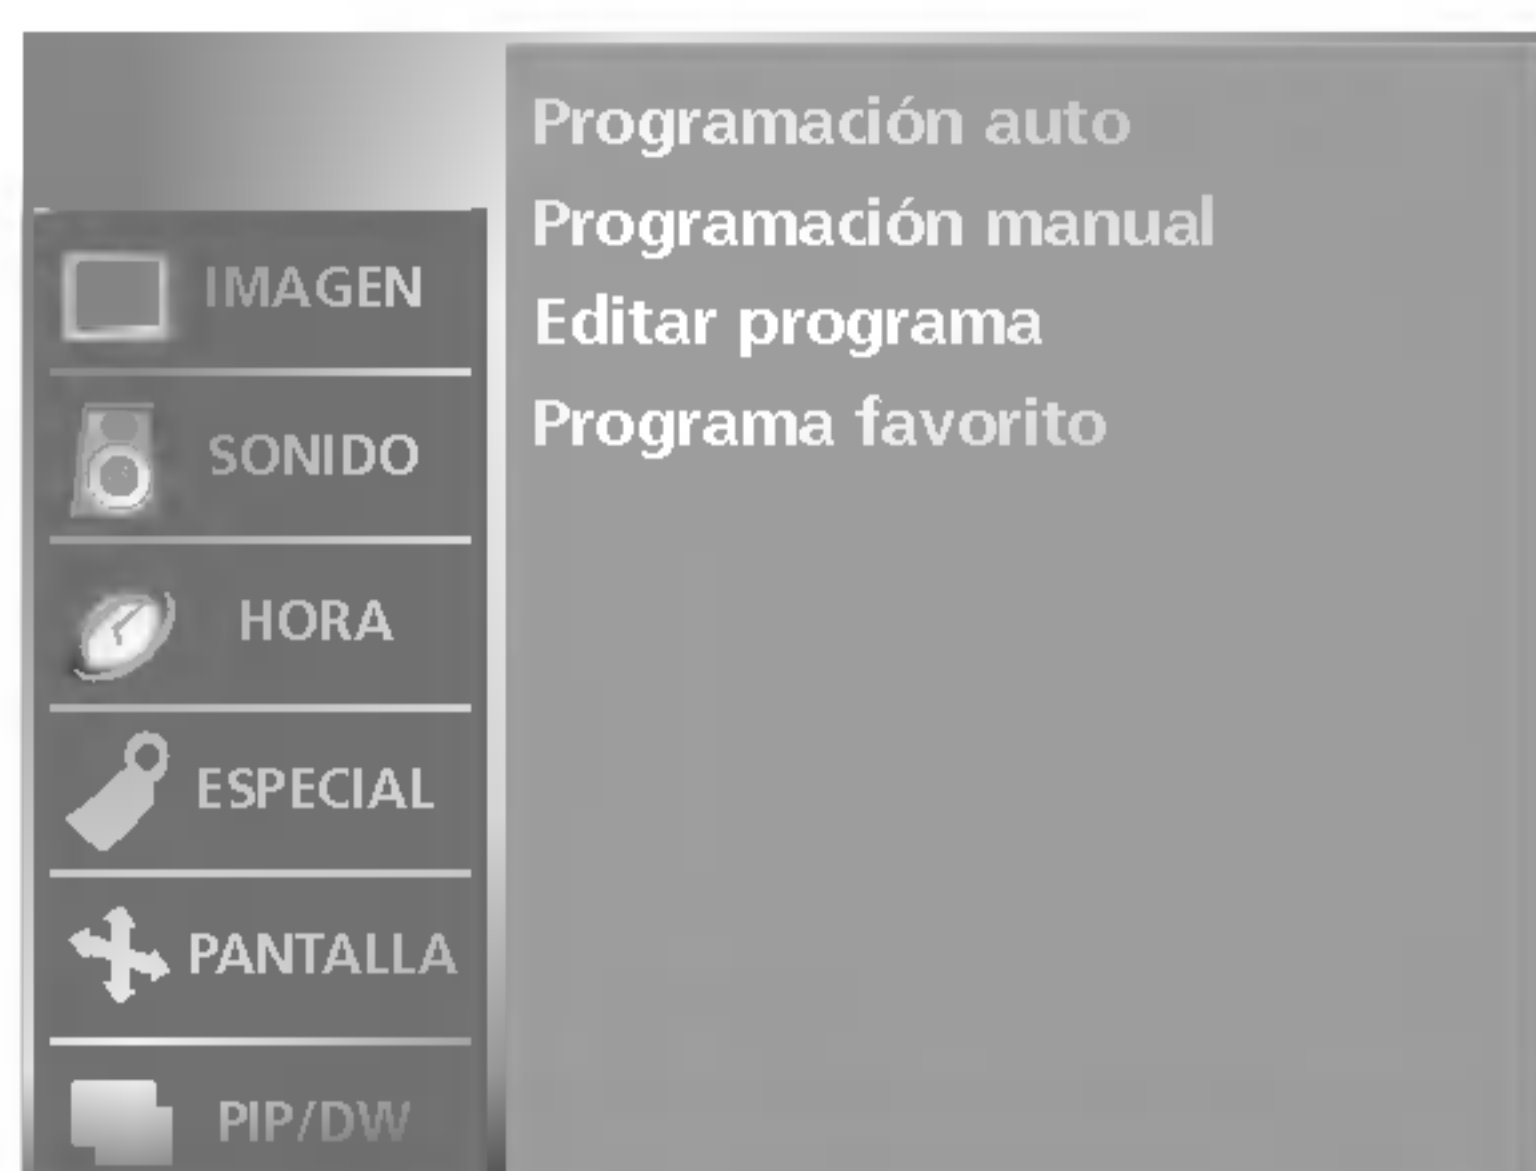 Programación auto
Programación manual
Editar programa
Programa favorito
IMAGEN
SONIDO
HORA
ESPECIAL
PANTALLA
PIP/DW